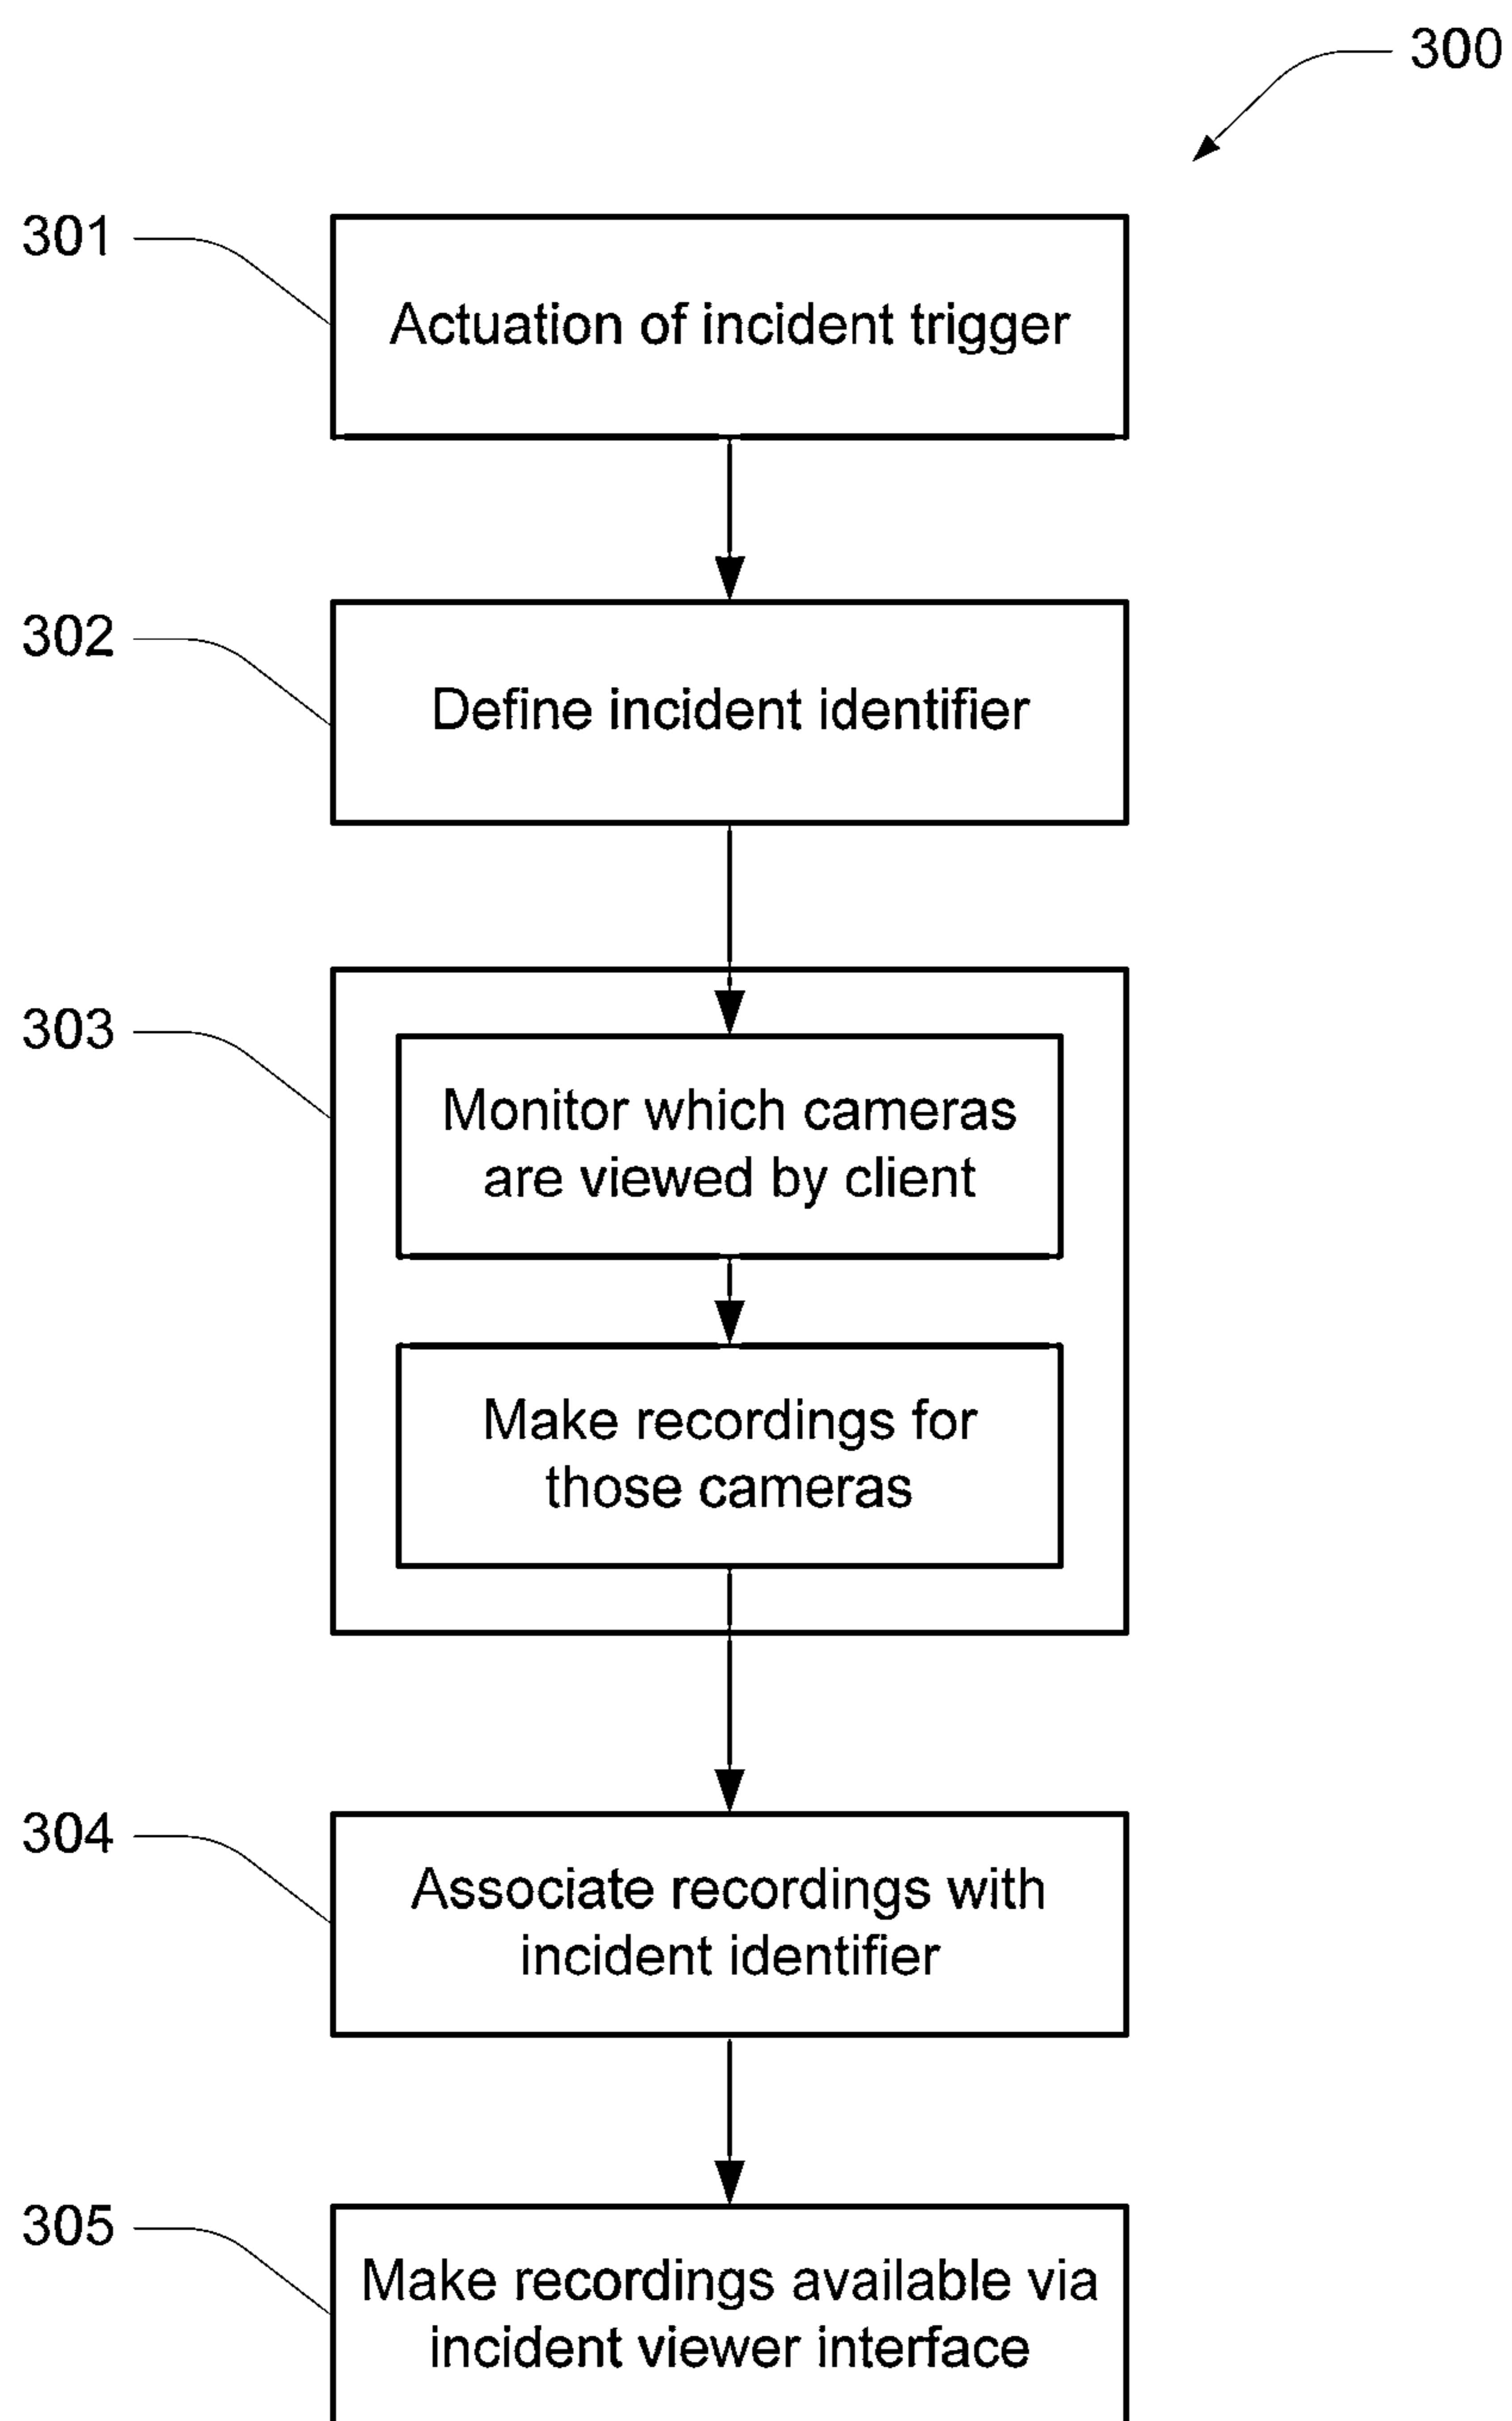 300
301
Actuation of incident trigger
302
Define incident identifier
303
Monitor which cameras
are viewed by client
Make recordings for
those cameras
304
Associate recordings with
incident identifier
305
Make recordings available via
incident viewer interface